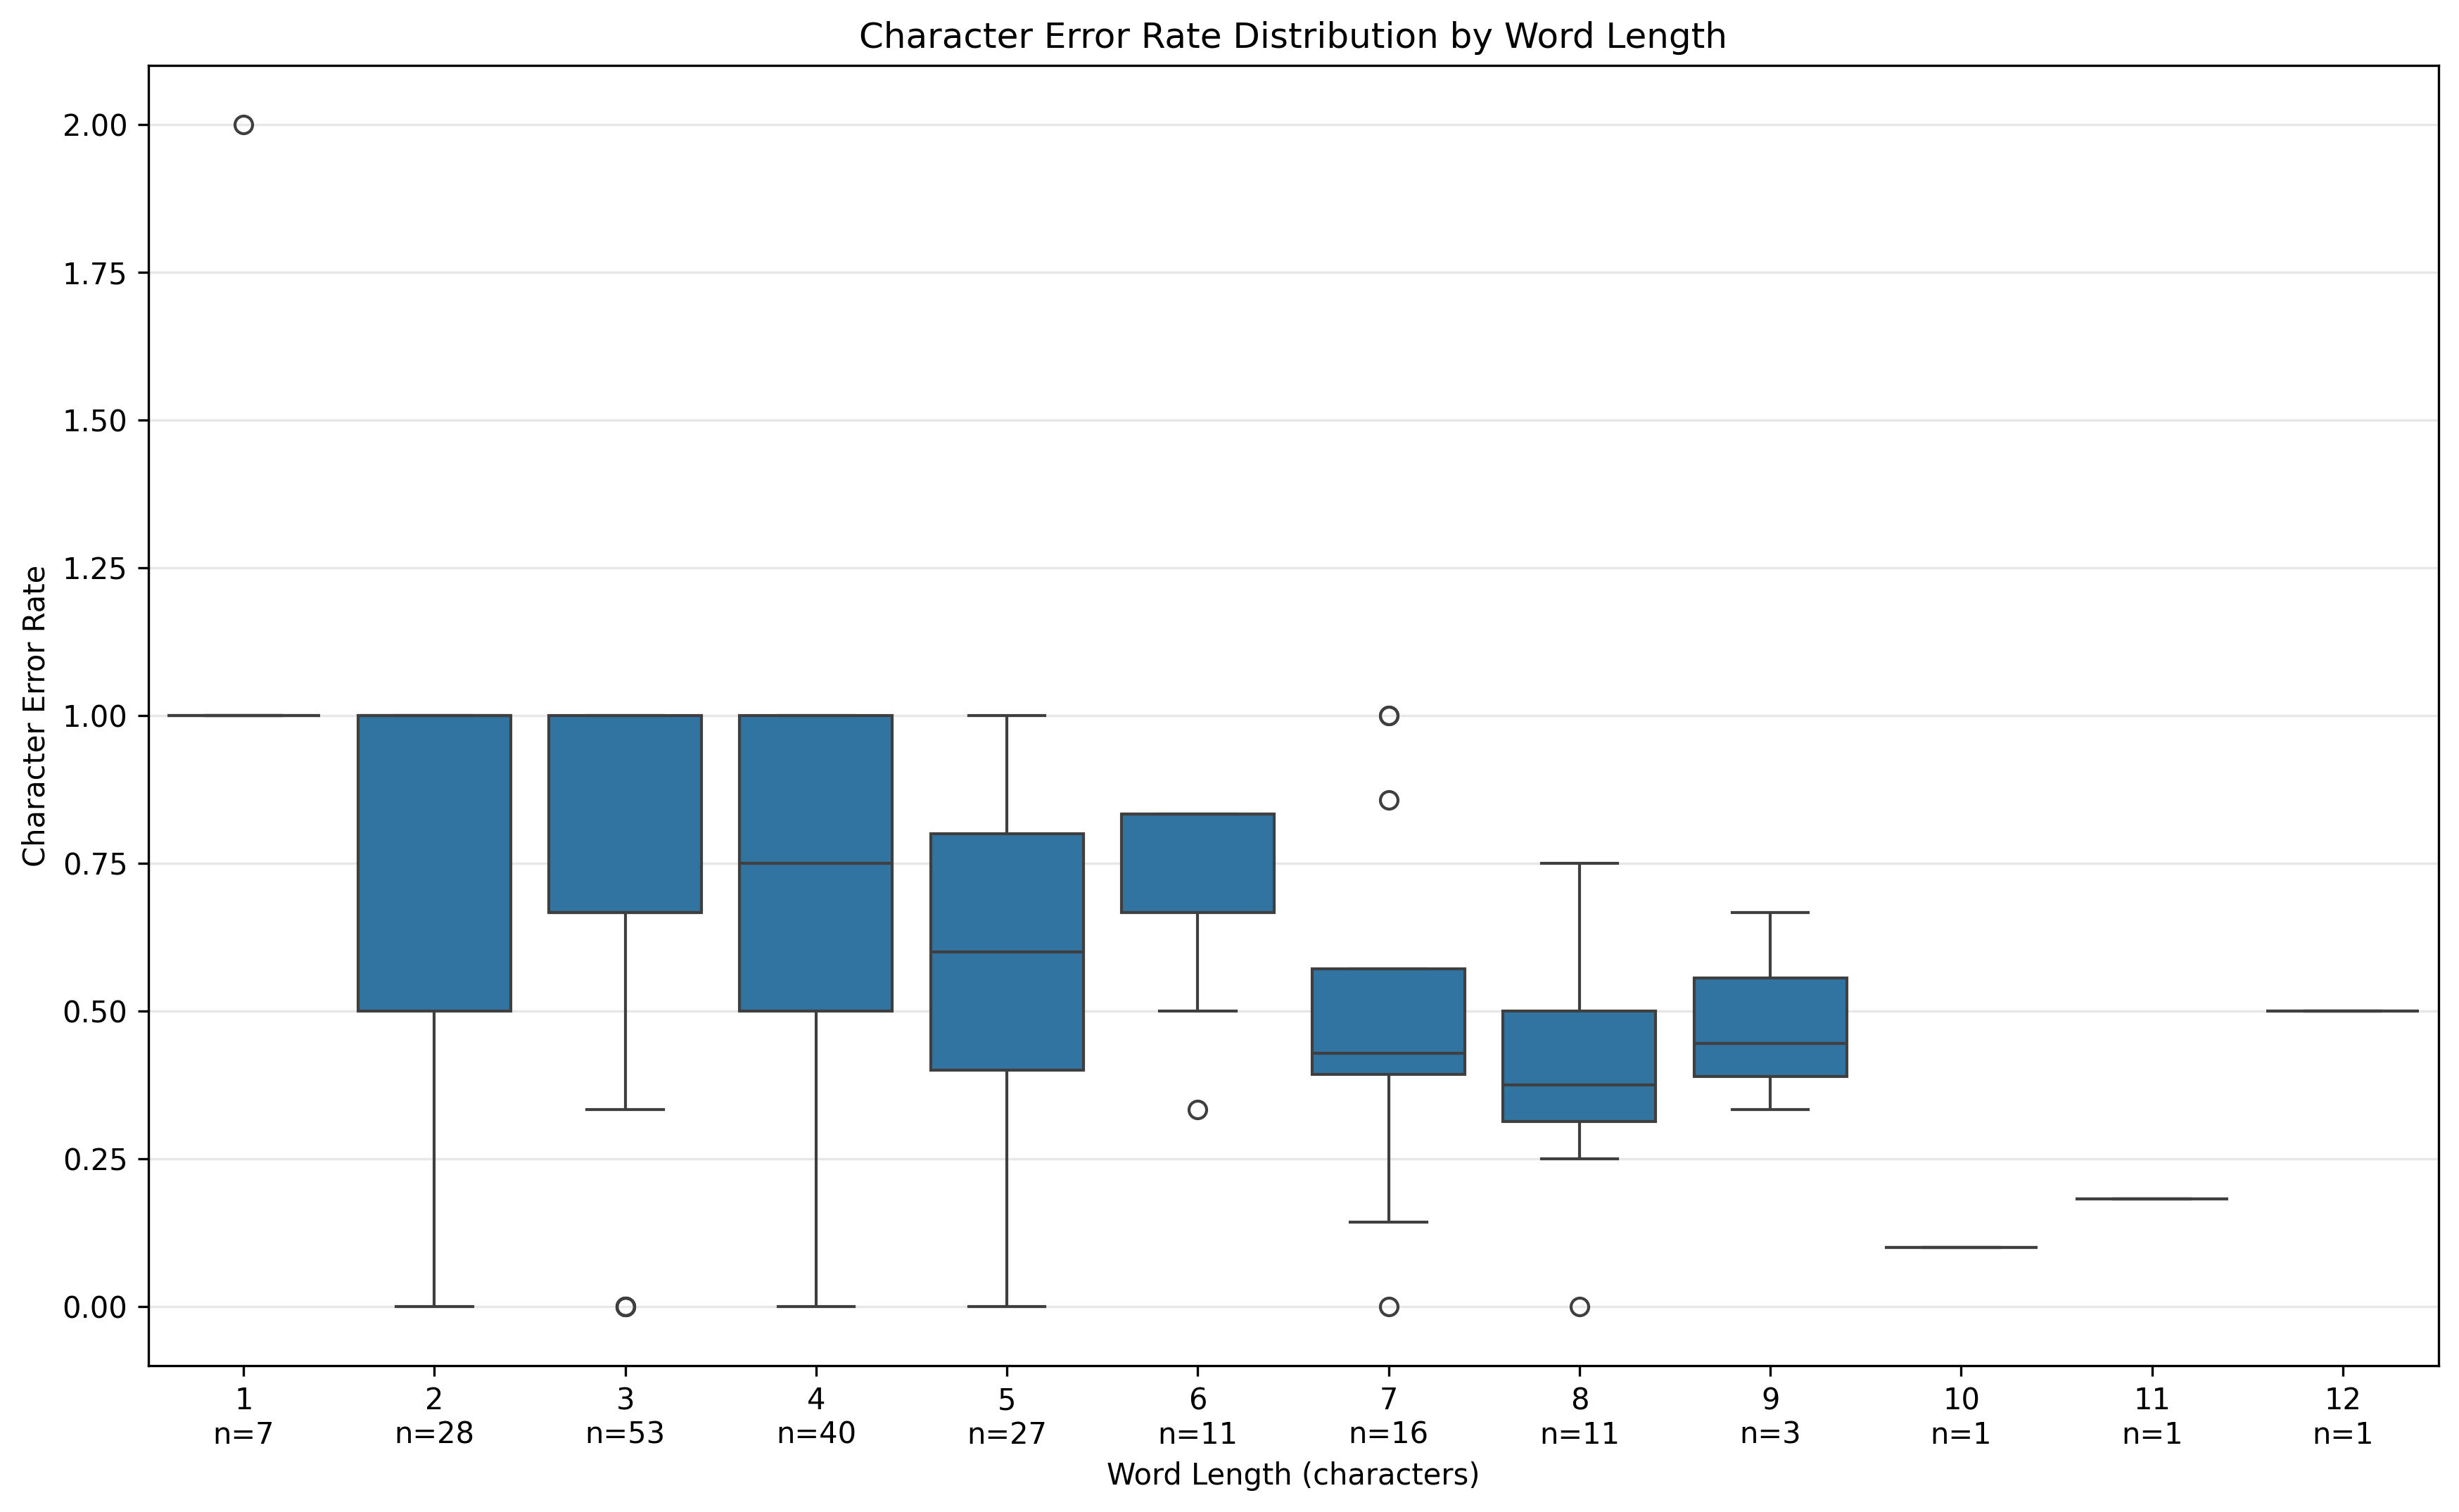 Character Error Rate Distribution by Word Length
Character Error Rate
2.00
1.75
1.50
1.25
1.00
0.75
0.50
0.25
0.00
1 2 3 4 5 6 7 8 9 10 11 12
n=7 n=28 n=53 n=40 n=27 n=11 n=16 n=11 n=3 n=1 n=1 n=1
Word Length (characters)